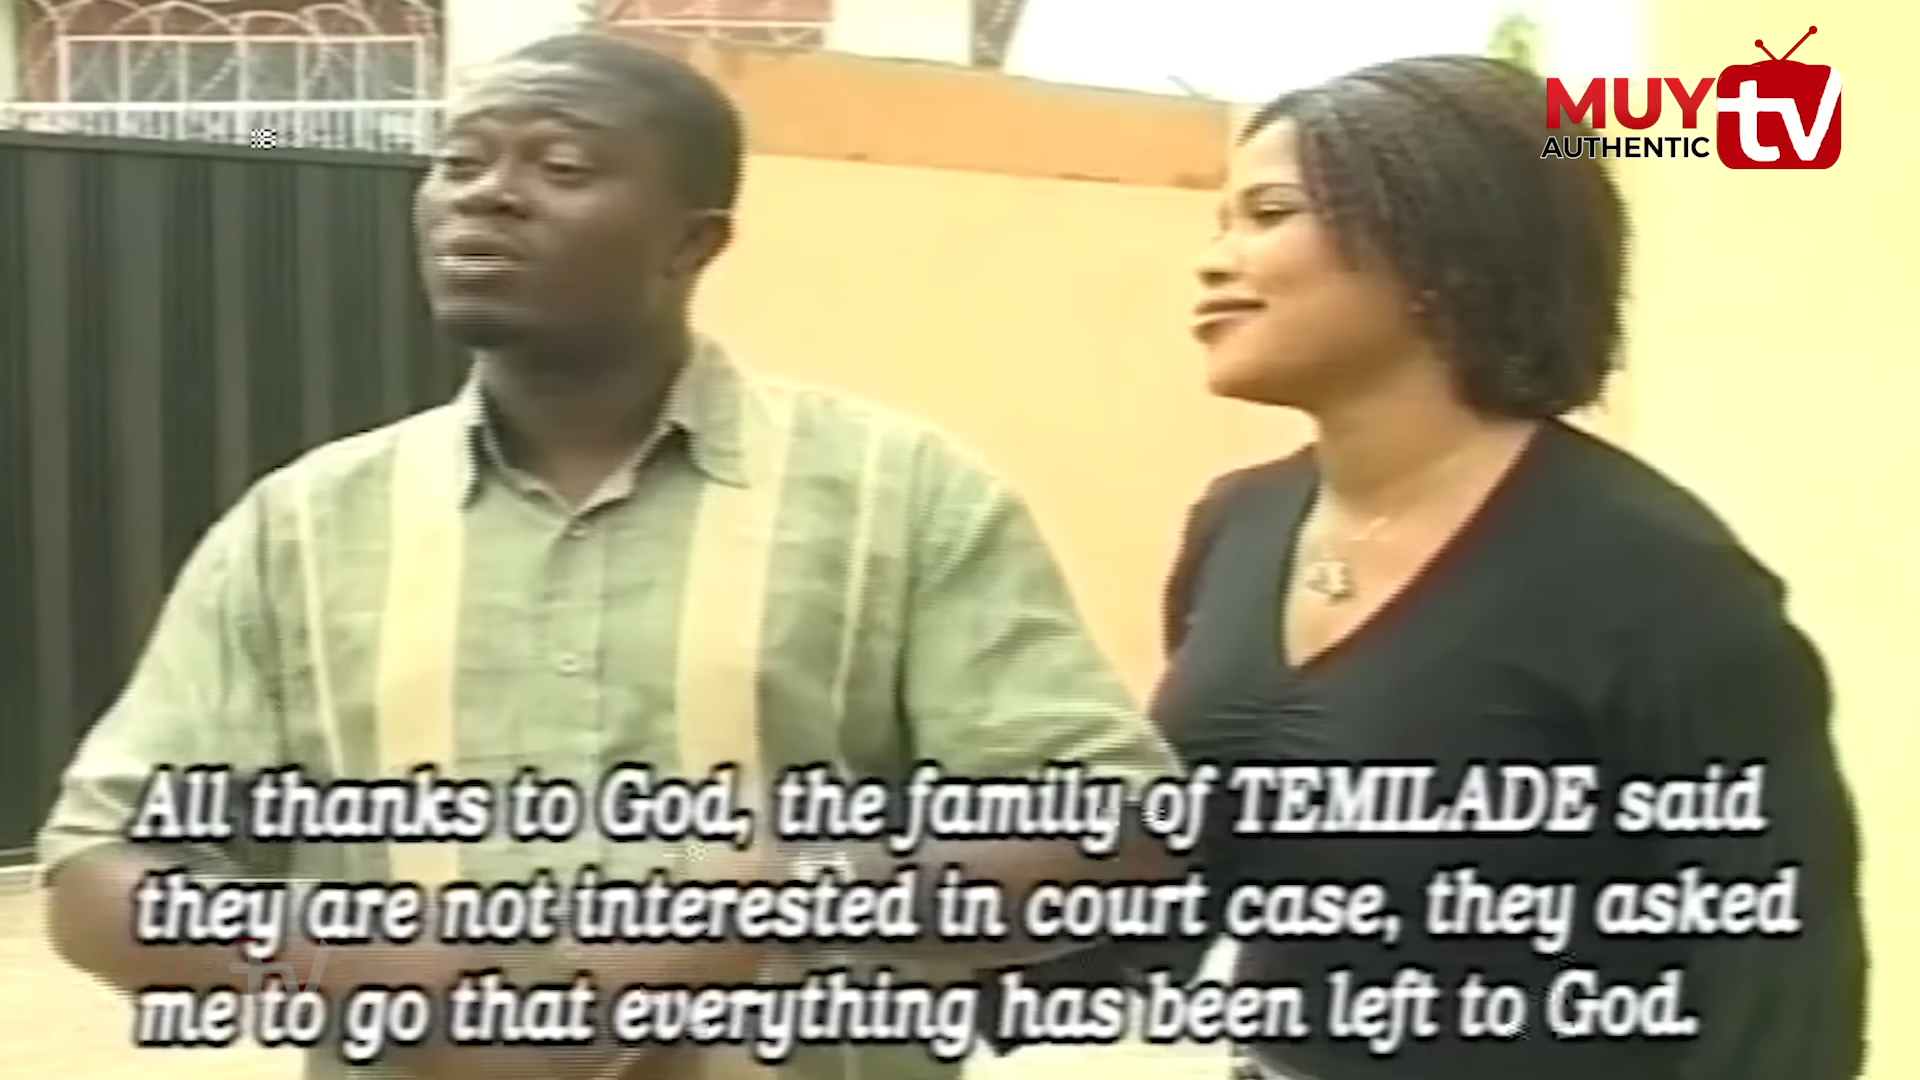 MUY tv
AUTHENTIC
All thanks to God, the family of TEMILADE said
they are not interested in court case, they asked
me to go that everything has been left to God.
tv